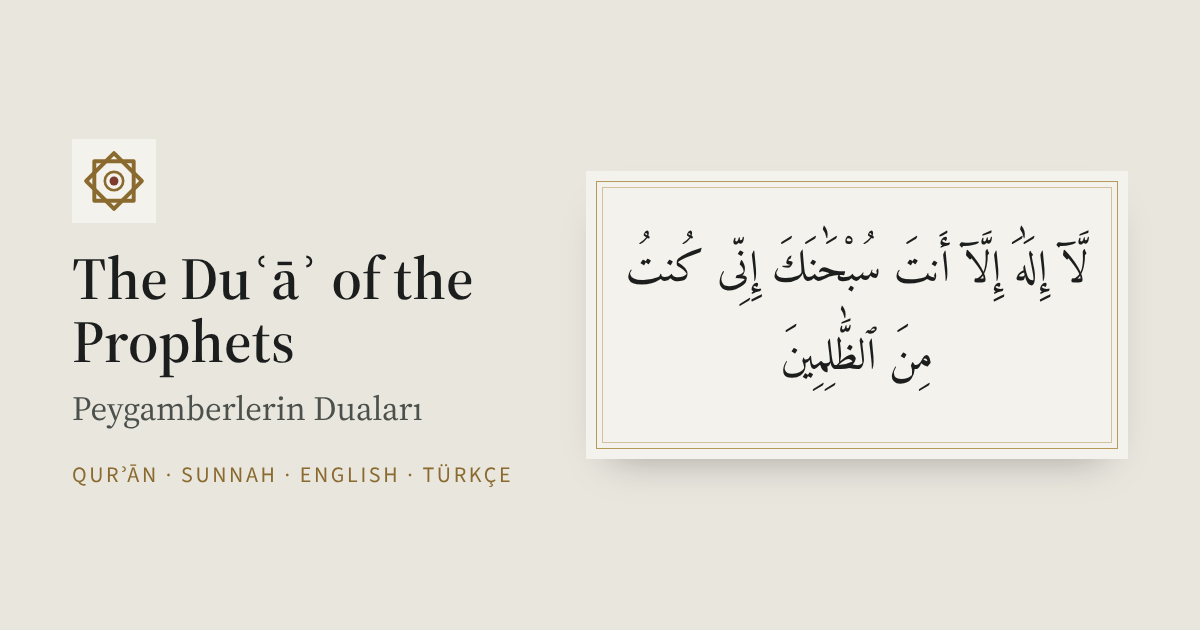 The Duʿāʾ of the
Prophets
Peygamberlerin Duaları
QURʾĀN · SUNNAH · ENGLISH · TÜRKÇE
لَّآ إِلَٰهَ إِلَّآ أَنتَ سُبْحَٰنَكَ إِنِّى كُنتُ
مِنَ ٱلظَّٰلِمِينَ